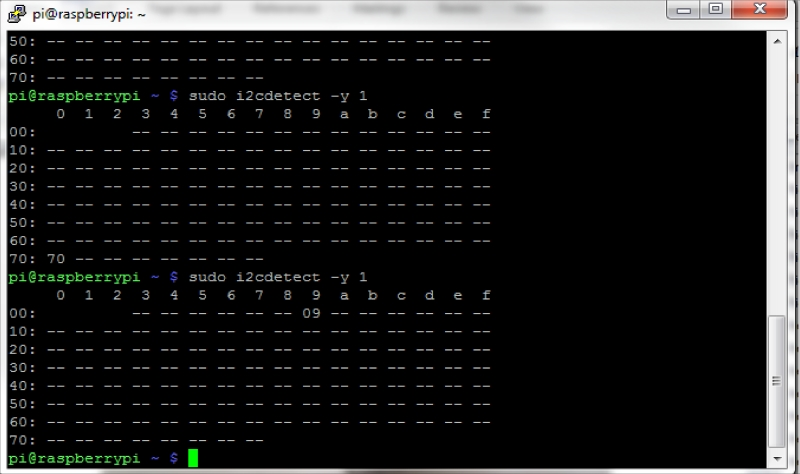 pi@raspberrypi: ~
50: -- -- -- -- -- -- -- -- -- -- -- -- -- -- -- --
60: -- -- -- -- -- -- -- -- -- -- -- -- -- -- -- --
70: -- -- -- -- -- -- -- --
pi@raspberrypi ~ $ sudo i2cdetect -y 1
     0  1  2  3  4  5  6  7  8  9  a  b  c  d  e  f
00:          -- -- -- -- -- -- -- -- -- -- -- -- --
10: -- -- -- -- -- -- -- -- -- -- -- -- -- -- -- --
20: -- -- -- -- -- -- -- -- -- -- -- -- -- -- -- --
30: -- -- -- -- -- -- -- -- -- -- -- -- -- -- -- --
40: -- -- -- -- -- -- -- -- -- -- -- -- -- -- -- --
50: -- -- -- -- -- -- -- -- -- -- -- -- -- -- -- --
60: -- -- -- -- -- -- -- -- -- -- -- -- -- -- -- --
70: 70 -- -- -- -- -- -- --
pi@raspberrypi ~ $ sudo i2cdetect -y 1
     0  1  2  3  4  5  6  7  8  9  a  b  c  d  e  f
00:          -- -- -- -- -- -- 09 -- -- -- -- -- --
10: -- -- -- -- -- -- -- -- -- -- -- -- -- -- -- --
20: -- -- -- -- -- -- -- -- -- -- -- -- -- -- -- --
30: -- -- -- -- -- -- -- -- -- -- -- -- -- -- -- --
40: -- -- -- -- -- -- -- -- -- -- -- -- -- -- -- --
50: -- -- -- -- -- -- -- -- -- -- -- -- -- -- -- --
60: -- -- -- -- -- -- -- -- -- -- -- -- -- -- -- --
70: -- -- -- -- -- -- -- --
pi@raspberrypi ~ $